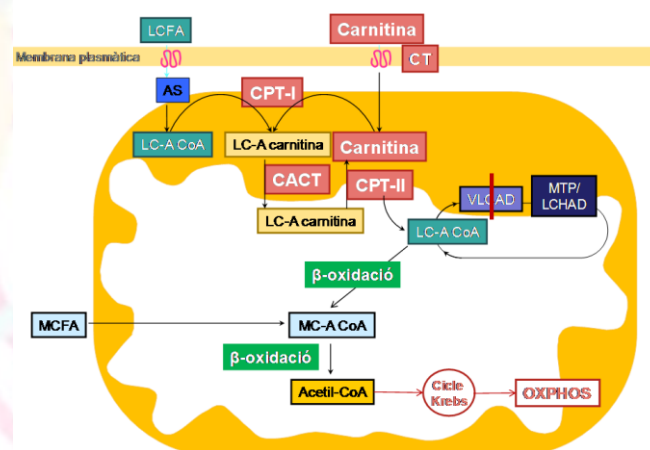 LCFA
Carnitina
Membrana plasmàtica
CT
AS
CPT-I
LC-A CoA
LC-A carnitina
Carnitina
CACT
CPT-II
VLCAD
MTP/
LCHAD
LC-A carnitina
LC-A CoA
β-oxidació
MCFA
MC-A CoA
β-oxidació
Acetil-CoA
Cicle
Krebs
OXPHOS